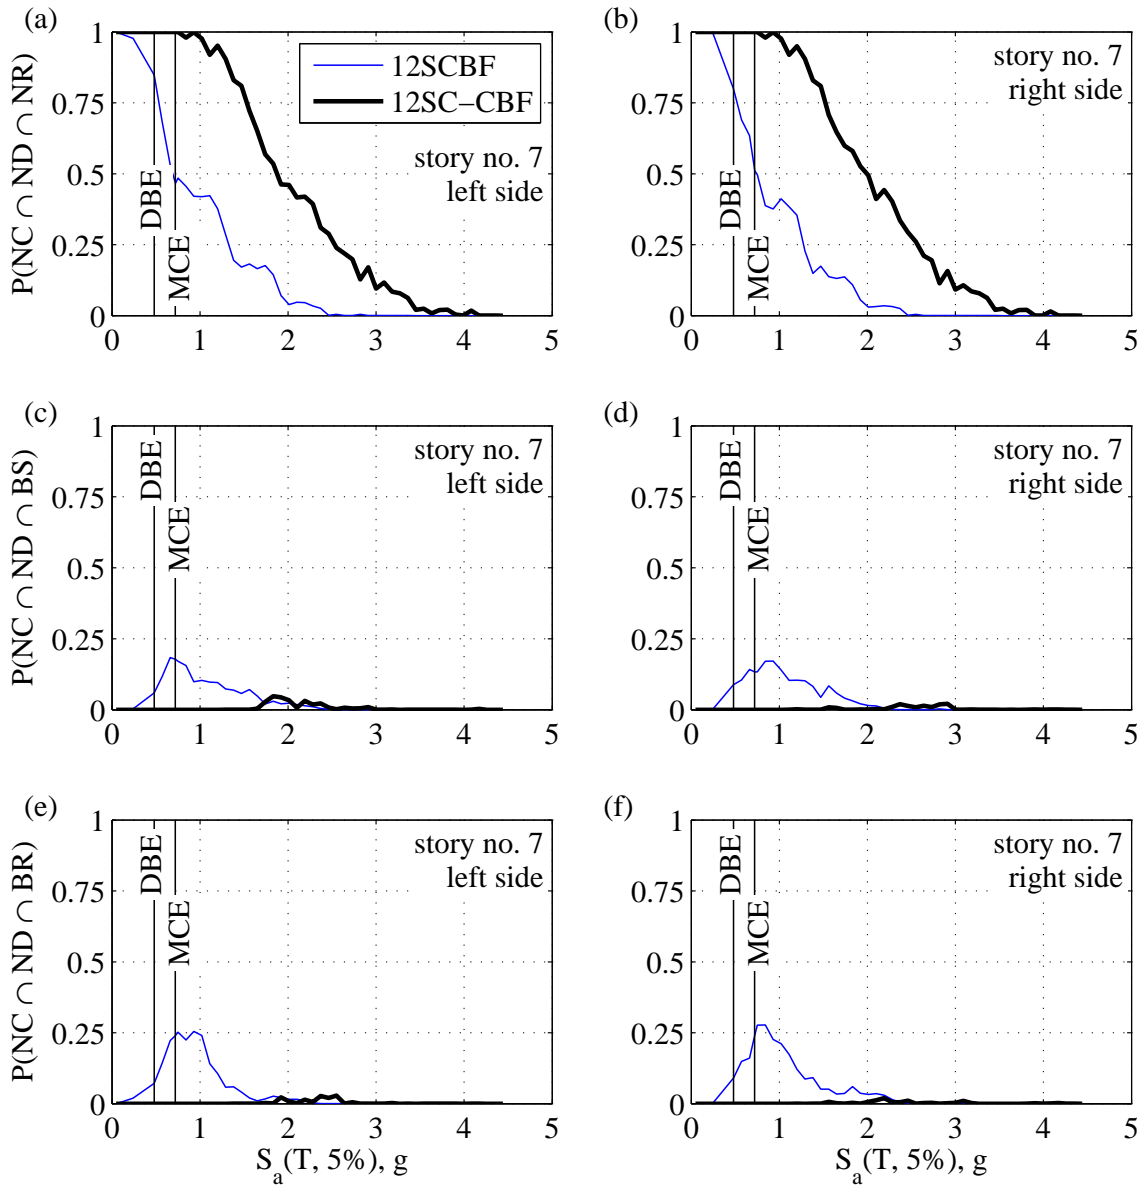 (a)
1
0.75
0.5
0.25
0
P(NC ∩ ND ∩ NR)
12SCBF
12SC−CBF
story no. 7
left side
DBE
MCE
0 1 2 3 4 5
(b)
1
0.75
0.5
0.25
0
story no. 7
right side
DBE
MCE
0 1 2 3 4 5
(c)
1
0.75
0.5
0.25
0
P(NC ∩ ND ∩ BS)
story no. 7
left side
DBE
MCE
0 1 2 3 4 5
(d)
1
0.75
0.5
0.25
0
story no. 7
right side
DBE
MCE
0 1 2 3 4 5
(e)
1
0.75
0.5
0.25
0
P(NC ∩ ND ∩ BR)
story no. 7
left side
DBE
MCE
0 1 2 3 4 5
S_a(T, 5%), g
(f)
1
0.75
0.5
0.25
0
story no. 7
right side
DBE
MCE
0 1 2 3 4 5
S_a(T, 5%), g